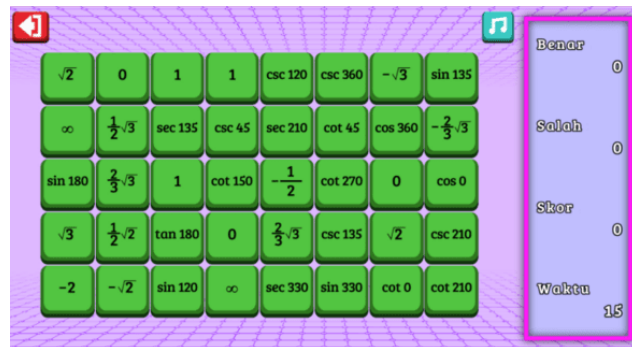 √2 0 1 1 csc 120 csc 360 -√3 sin 135
∞ 1/2√3 sec 135 csc 45 sec 210 cot 45 cos 360 -2/3√3
sin 180 2/3√3 1 cot 150 -1/2 cot 270 0 cos 0
√3 1/2√2 tan 180 0 2/3√3 csc 135 √2 csc 210
-2 -√2 sin 120 ∞ sec 330 sin 330 cot 0 cot 210
Benar
0
Salah
0
Skor
0
Waktu
15